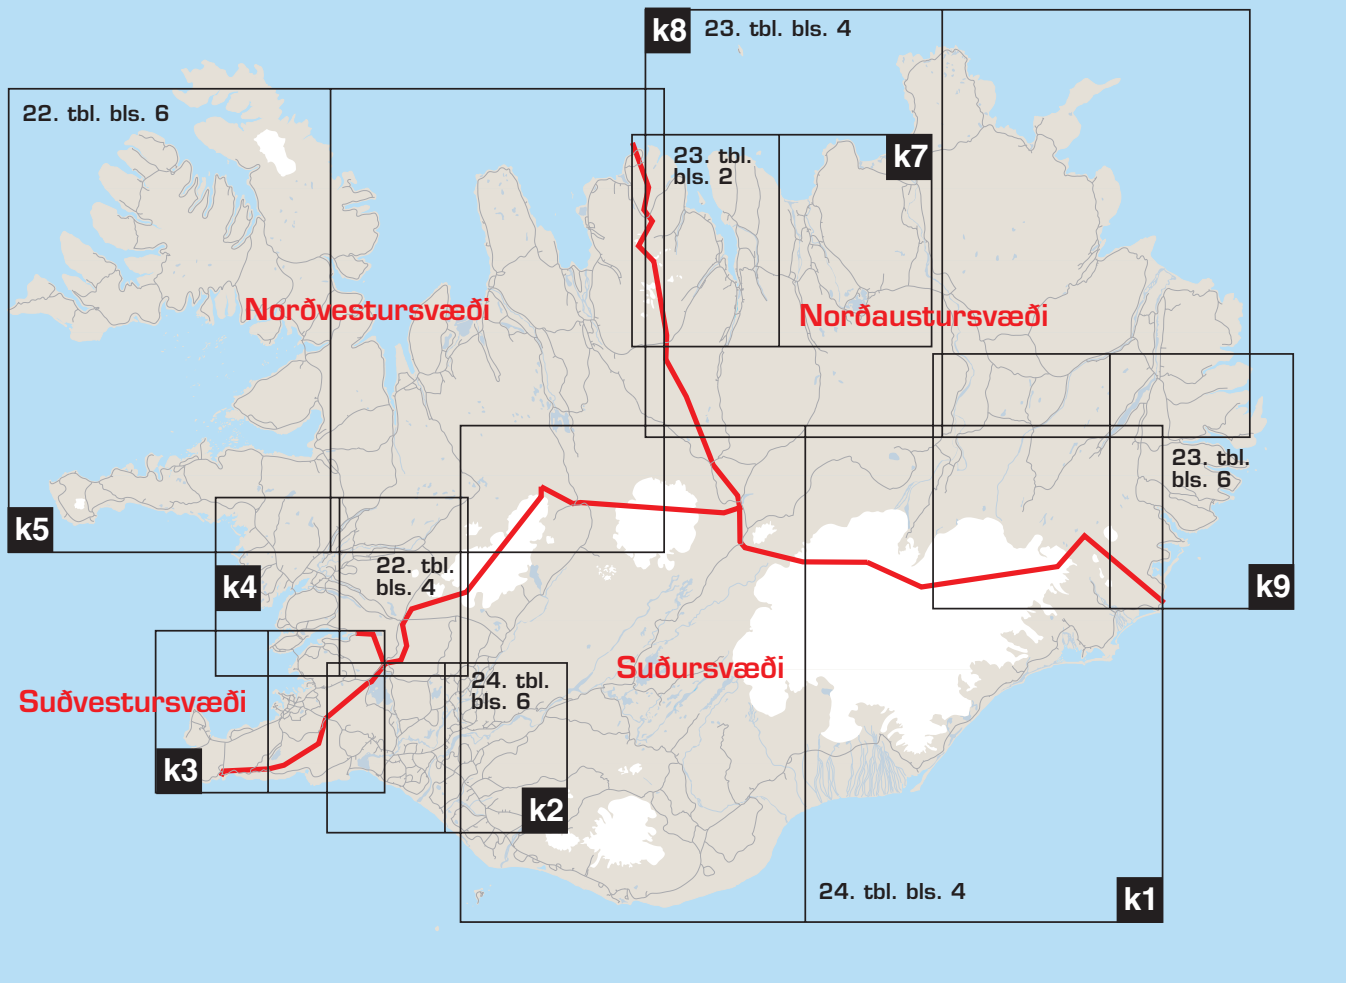 k8
23. tbl. bls. 4
22. tbl. bls. 6
23. tbl.
bls. 2
k7
Norðvestursvæði
Norðaustursvæði
23. tbl.
bls. 6
k5
22. tbl.
bls. 4
k4
k9
Suðursvæði
24. tbl.
bls. 6
Suðvestursvæði
k3
k2
24. tbl. bls. 4
k1